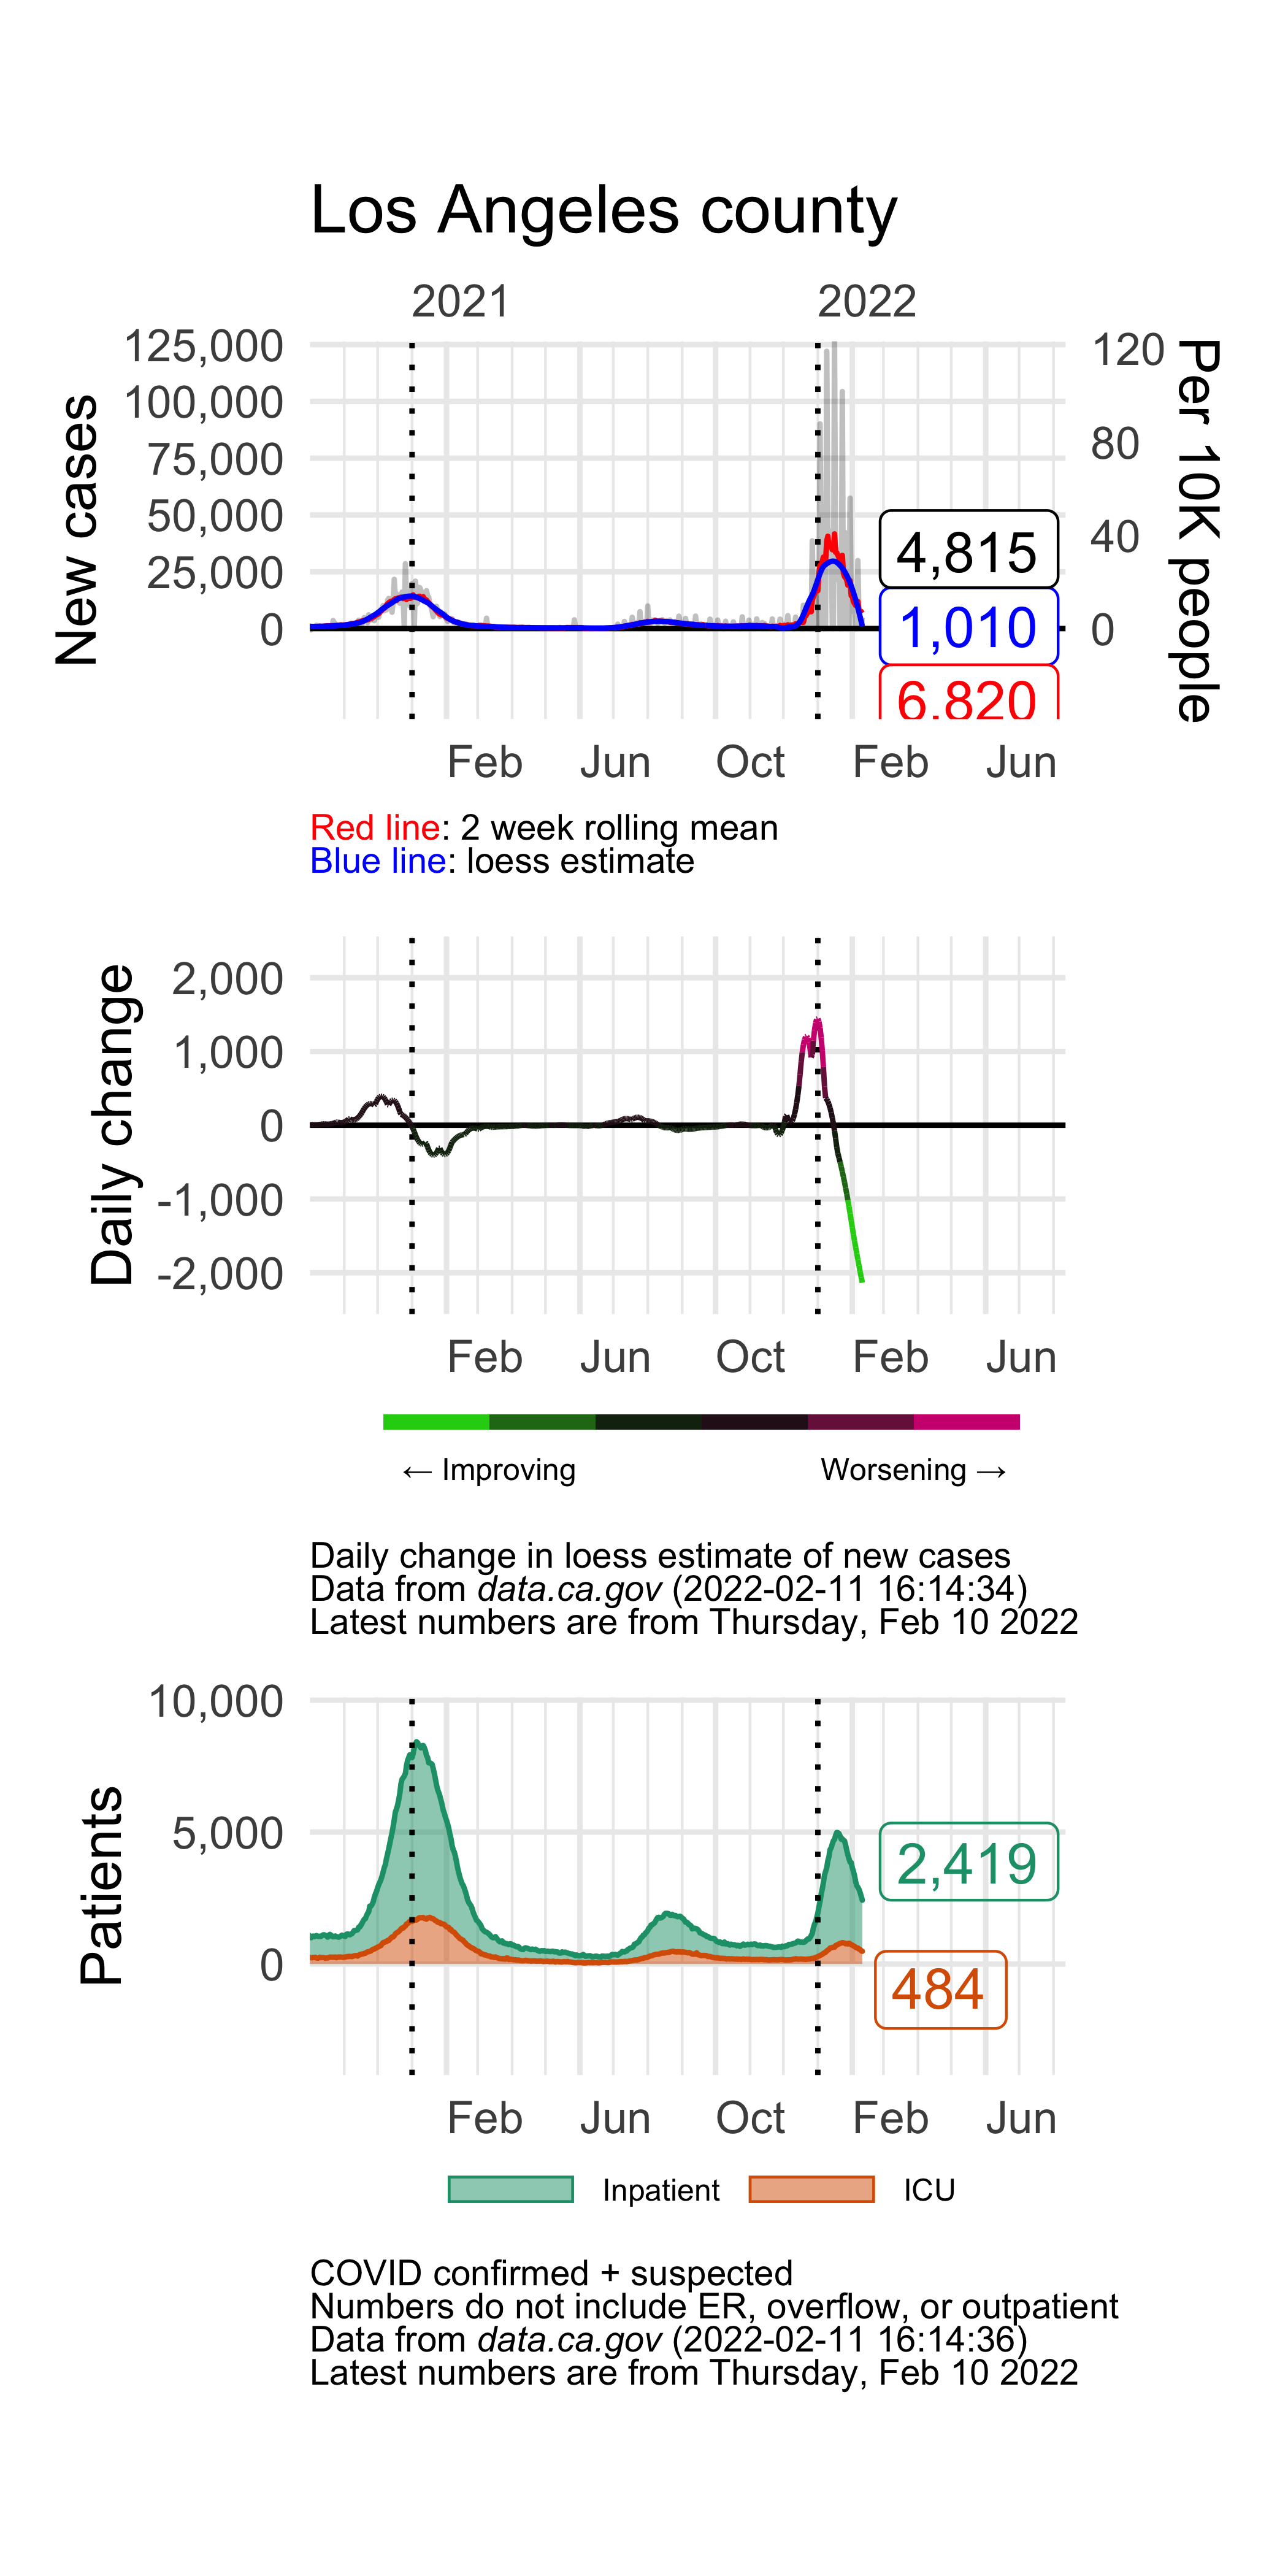 Los Angeles county
2021 2022
New cases
125,000
100,000
75,000
50,000
25,000
0
120
80
40
0
Per 10K people
4,815
1,010
6,820
Feb Jun Oct Feb Jun
Red line: 2 week rolling mean
Blue line: loess estimate
Daily change
2,000
1,000
0
-1,000
-2,000
Feb Jun Oct Feb Jun
← Improving Worsening →
Daily change in loess estimate of new cases
Data from data.ca.gov (2022-02-11 16:14:34)
Latest numbers are from Thursday, Feb 10 2022
Patients
10,000
5,000
0
2,419
484
Feb Jun Oct Feb Jun
Inpatient ICU
COVID confirmed + suspected
Numbers do not include ER, overflow, or outpatient
Data from data.ca.gov (2022-02-11 16:14:36)
Latest numbers are from Thursday, Feb 10 2022